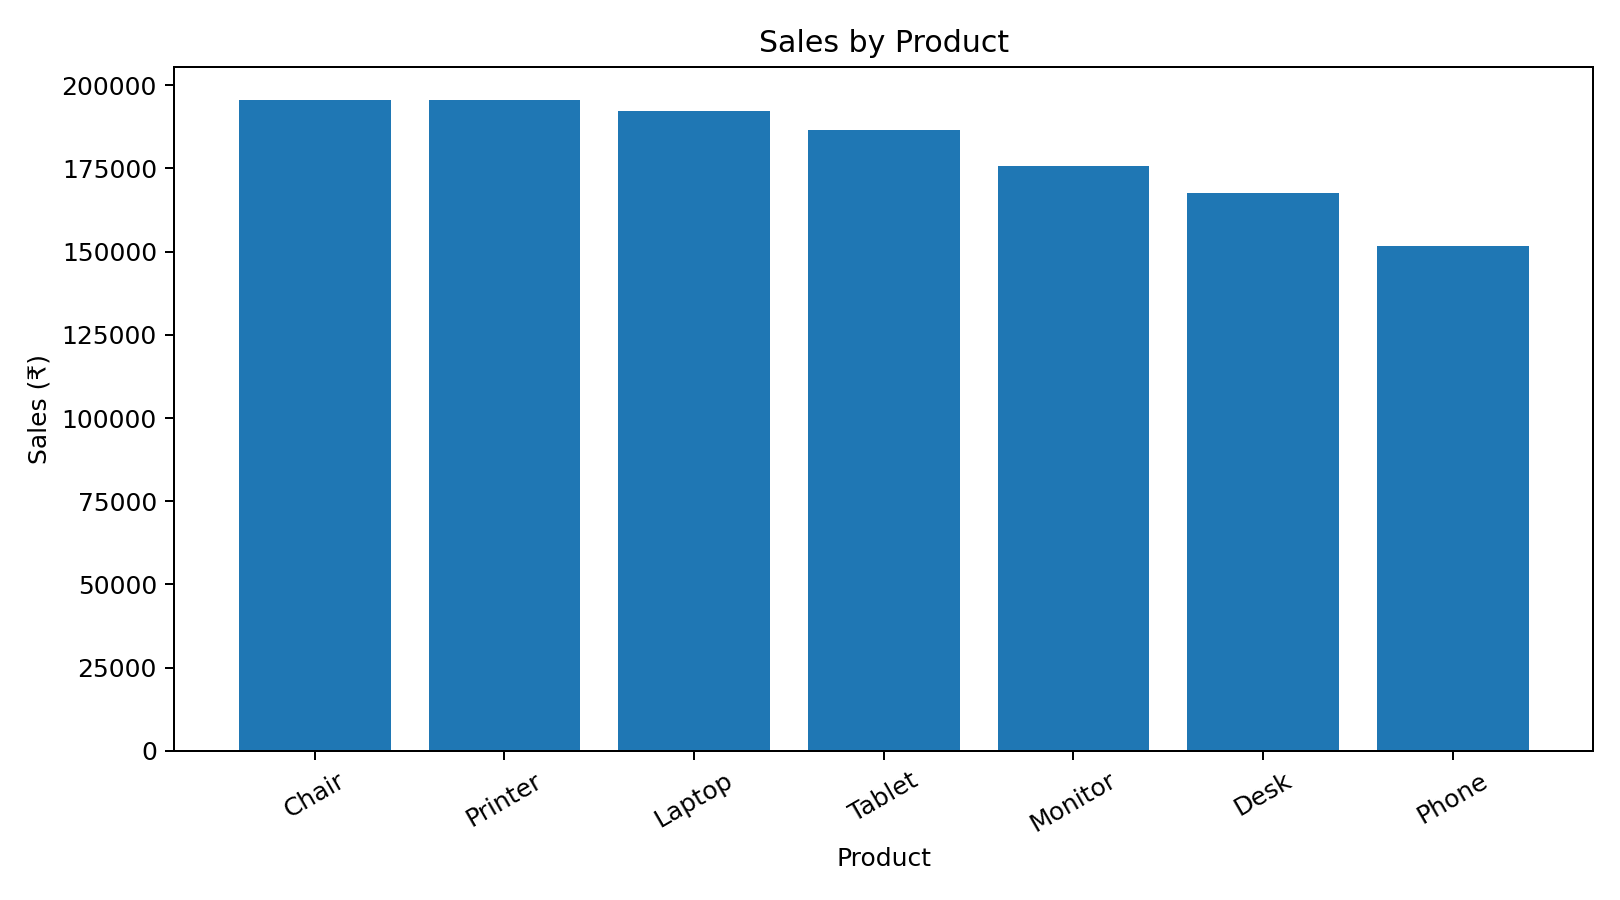 Sales by Product
200000
175000
150000
125000
100000
75000
50000
25000
0
Sales (₹)
Chair
Printer
Laptop
Tablet
Monitor
Desk
Phone
Product